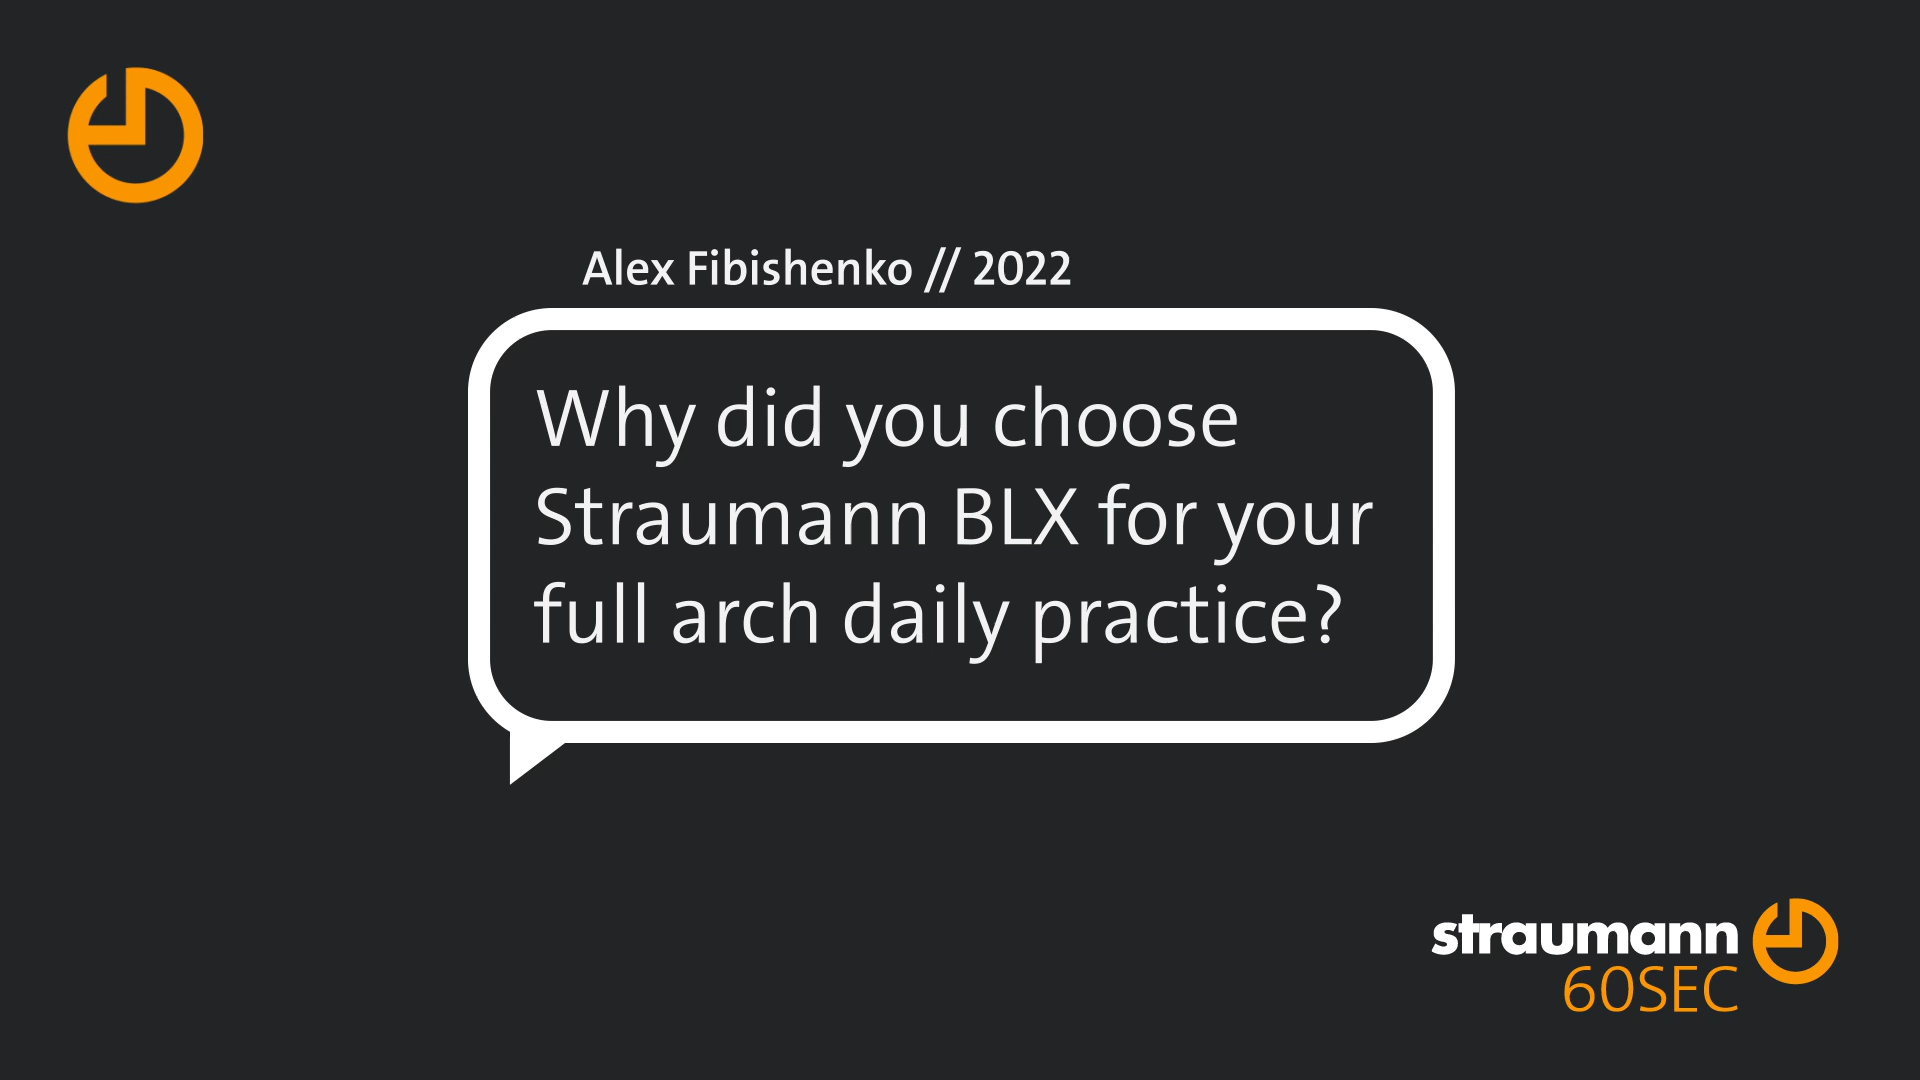 Alex Fibishenko // 2022
Why did you choose
Straumann BLX for your
full arch daily practice?
straumann
60SEC